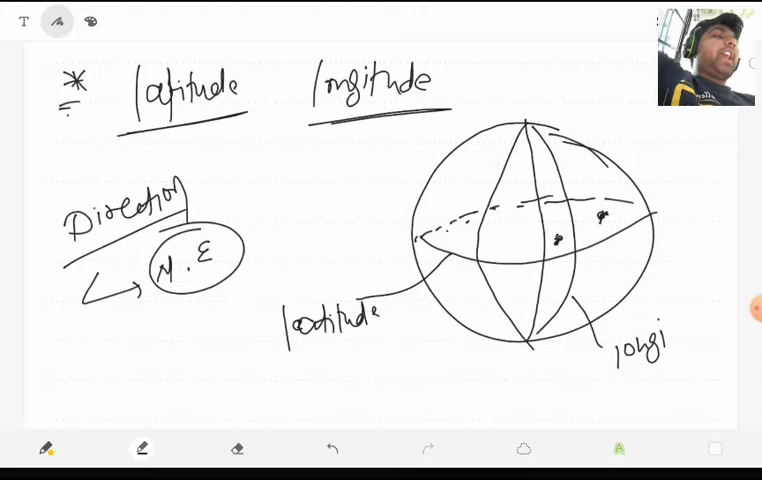 * Latitude Longitude
Direction
N.E
Latitude
longi